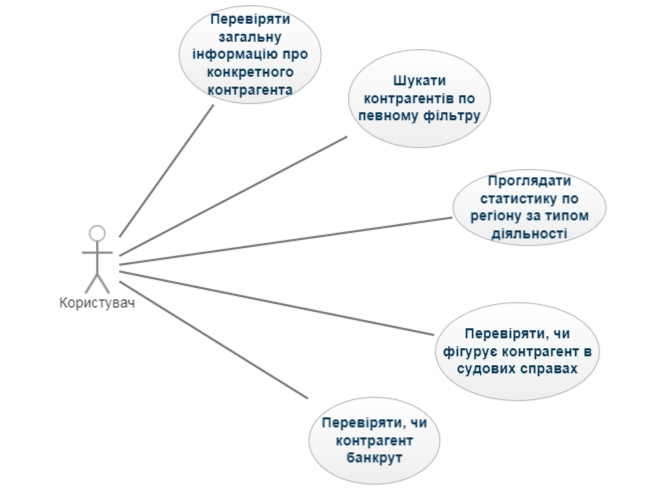 Перевіряти
загальну
інформацію про
конкретного
контрагента
Шукати
контрагентів по
певному фільтру
Проглядати
статистику по
регіону за типом
діяльності
Користувач
Перевіряти, чи
фігурує контрагент в
судових справах
Перевіряти, чи
контрагент
банкрут